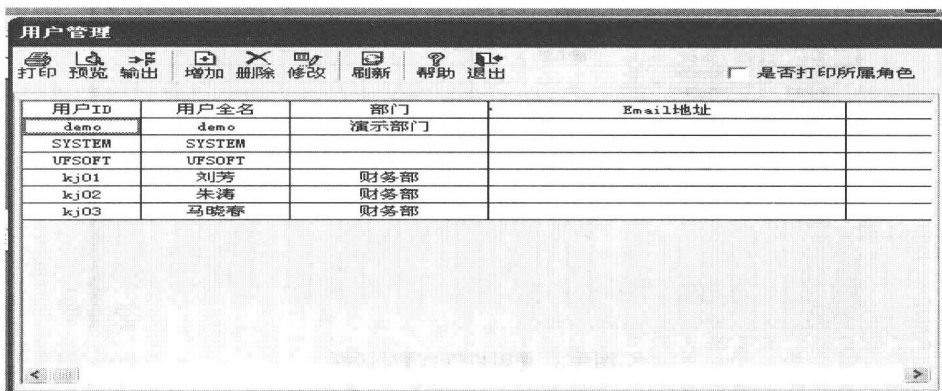 用户管理
打印 预览 输出 增加 删除 修改 刷新 帮助 退出 是否打印所属角色
用户ID 用户全名 部门 Email地址
demo demo 演示部门
SYSTEM SYSTEM
UFSOFT UFSOFT
kj01 刘芳 财务部
kj02 朱涛 财务部
kj03 马晓春 财务部